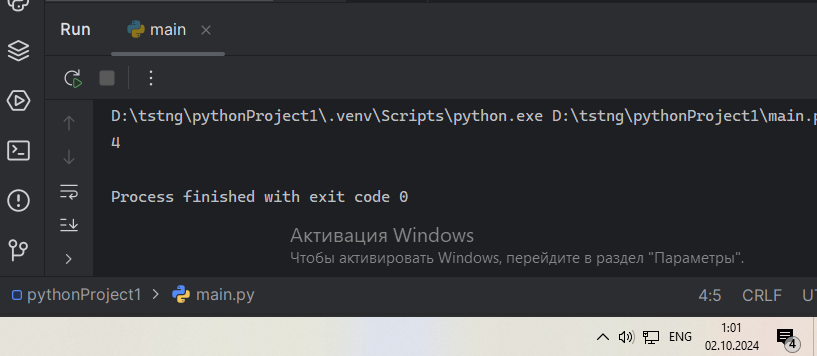 Run main
D:\tstng\pythonProject1\.venv\Scripts\python.exe D:\tstng\pythonProject1\main.p
4
Process finished with exit code 0
Активация Windows
Чтобы активировать Windows, перейдите в раздел "Параметры".
pythonProject1 > main.py 4:5 CRLF UT
ENG 1:01
02.10.2024 4